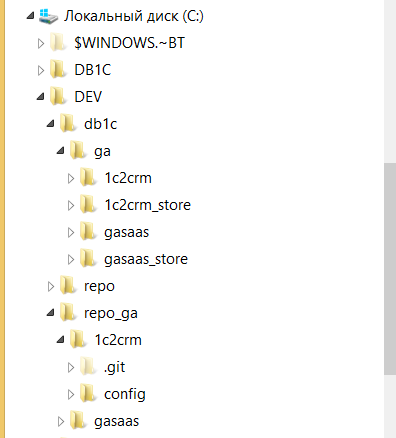 Локальный диск (C:)
$WINDOWS.~BT
DB1C
DEV
db1c
ga
1c2crm
1c2crm_store
gasaas
gasaas_store
repo
repo_ga
1c2crm
.git
config
gasaas